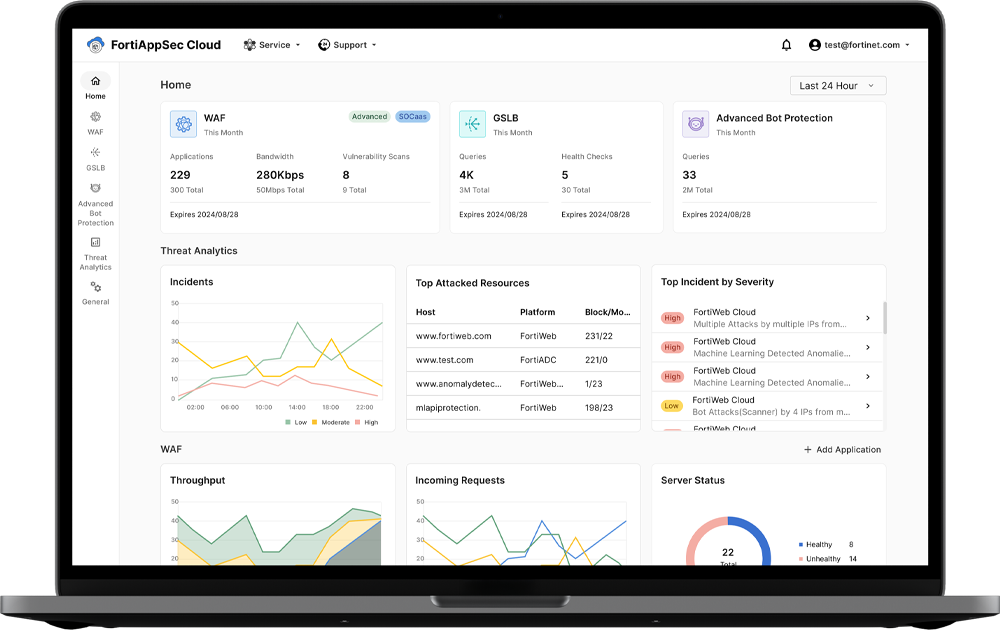 FortiAppSec Cloud
Service
Support
test@fortinet.com
Home
WAF
GSLB
Advanced
Bot
Protection
Threat
Analytics
General
Home
Last 24 Hour
WAF
This Month
Advanced
SOCaas
Applications
Bandwidth
Vulnerability Scans
229
280Kbps
8
300 Total
50Mbps Total
9 Total
Expires 2024/08/28
GSLB
This Month
Queries
Health Checks
4K
5
3M Total
30 Total
Expires 2024/08/28
Expires 2024/08/28
Advanced Bot Protection
This Month
Queries
33
2M Total
Expires 2024/08/28
Threat Analytics
Incidents
50
40
30
20
10
0
02:00 06:00 10:00 14:00 18:00 22:00
Low Moderate High
Top Attacked Resources
Host Platform Block/Mo...
www.fortiweb.com FortiWeb 231/22
www.test.com FortiADC 221/0
www.anomalydetec... FortiWeb... 1/23
mlapiprotection. FortiWeb 198/23
Top Incident by Severity
High
FortiWeb Cloud
Multiple Attacks by multiple IPs from...
High
FortiWeb Cloud
Machine Learning Detected Anomalie...
High
FortiWeb Cloud
Machine Learning Detected Anomalie...
Low
FortiWeb Cloud
Bot Attacks(Scanner) by 4 IPs from m...
FortiWeb Cloud
WAF
+ Add Application
Throughput
50
40
30
20
Incoming Requests
50
40
30
20
Server Status
22
Total
Healthy 8
Unhealthy 14